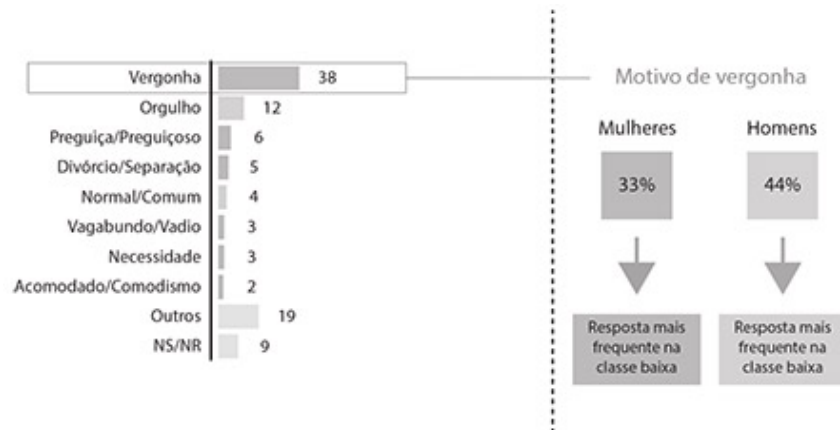 Vergonha 38
Orgulho 12
Preguiça/Preguiçoso 6
Divórcio/Separação 5
Normal/Comum 4
Vagabundo/Vadio 3
Necessidade 3
Acomodado/Comodismo 2
Outros 19
NS/NR 9
Motivo de vergonha
Mulheres
33%
Resposta mais
frequente na
classe baixa
Homens
44%
Resposta mais
frequente na
classe baixa